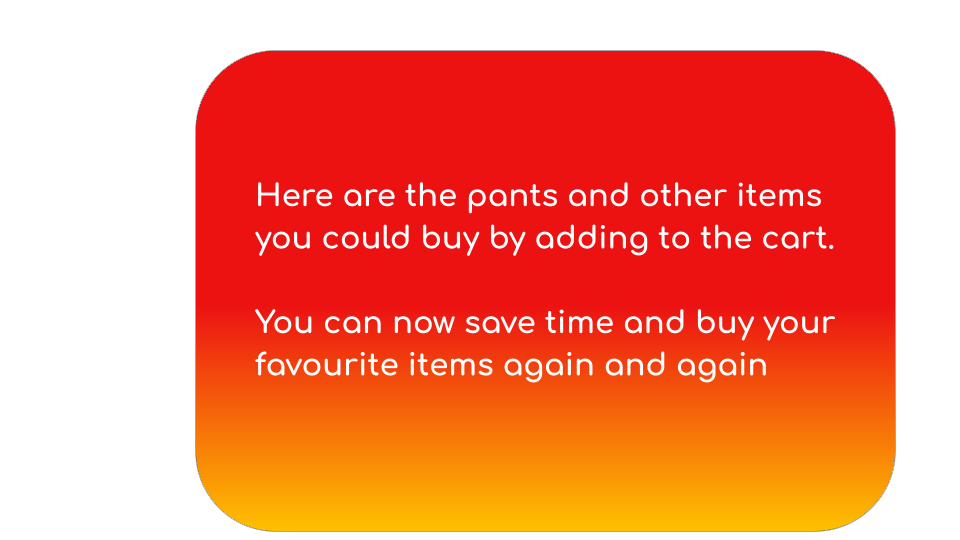 Here are the pants and other items
you could buy by adding to the cart.
You can now save time and buy your
favourite items again and again